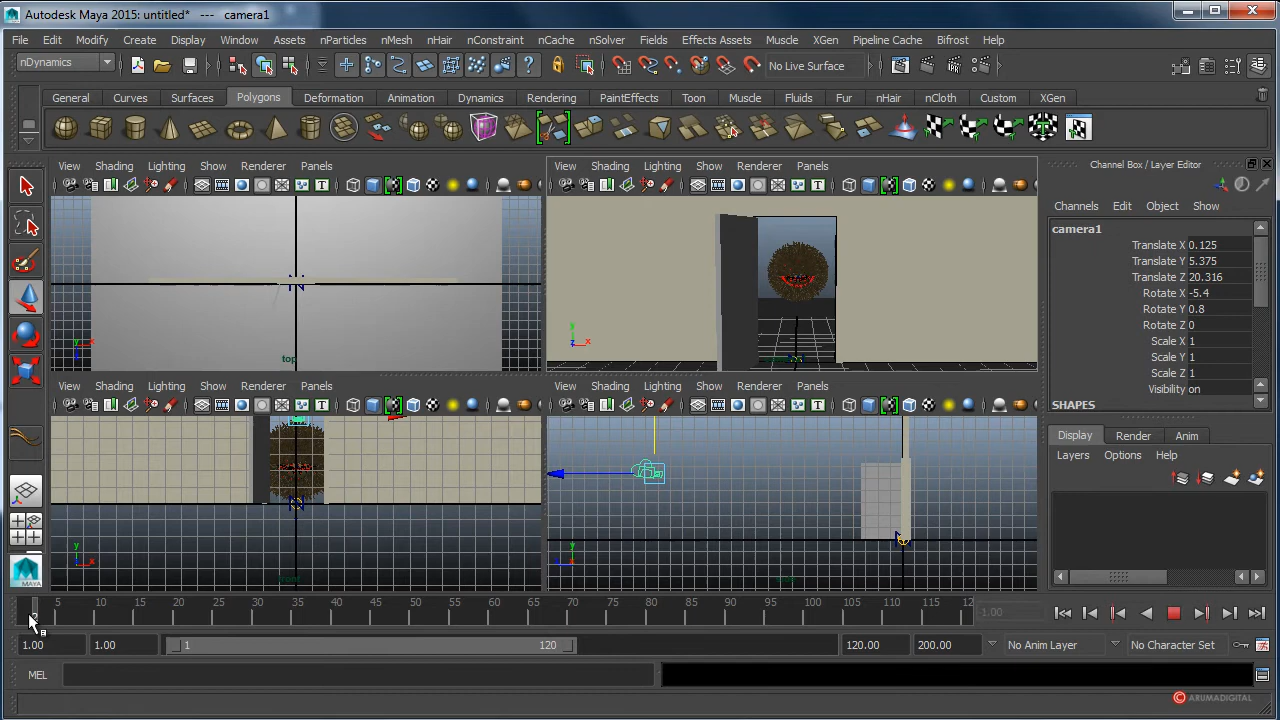 Autodesk Maya 2015: untitled* --- camera1
File Edit Modify Create Display Window Assets nParticles nMesh nHair nConstraint nCache nSolver Fields Effects Assets Muscle XGen Pipeline Cache Bifrost Help
nDynamics No Live Surface
General Curves Surfaces Polygons Deformation Animation Dynamics Rendering PaintEffects Toon Muscle Fluids Fur nHair nCloth Custom XGen
View Shading Lighting Show Renderer Panels
View Shading Lighting Show Renderer Panels
Channel Box / Layer Editor
Channels Edit Object Show
camera1
Translate X 0.125
Translate Y 5.375
Translate Z 20.316
Rotate X -5.4
Rotate Y 0.8
Rotate Z 0
Scale X 1
Scale Y 1
Scale Z 1
Visibility on
SHAPES
top
View Shading Lighting Show Renderer Panels
View Shading Lighting Show Renderer Panels
Display Render Anim
Layers Options Help
front
MAYA
5 10 15 20 25 30 35 40 45 50 55 60 65 70 75 80 85 90 95 100 105 110 115 12
-1.00
1.00 1.00 1 120 120.00 200.00 No Anim Layer No Character Set
MEL
© ARUMADIGITAL